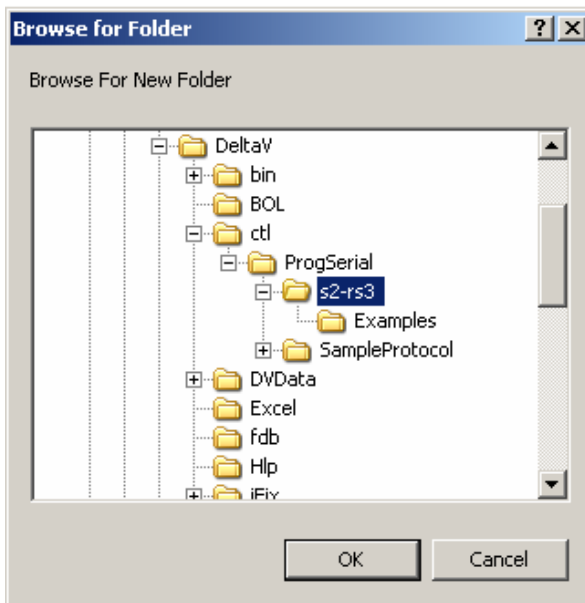 Browse for Folder
Browse For New Folder
DeltaV
bin
BOL
ctl
ProgSerial
s2-rs3
Examples
SampleProtocol
DVData
Excel
fdb
Hlp
iFix
OK Cancel